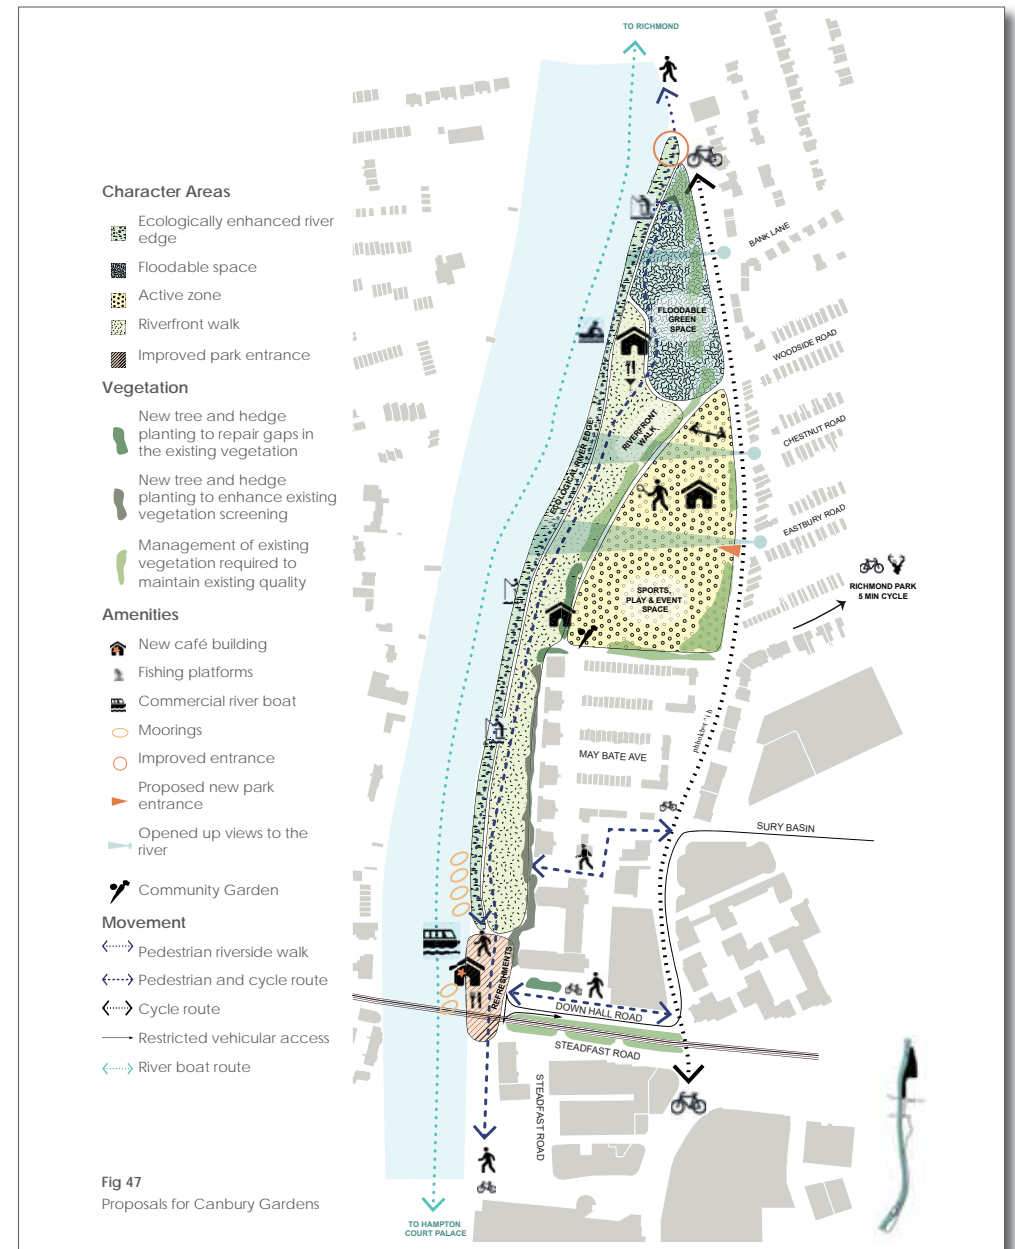 TO RICHMOND
Character Areas
Ecologically enhanced river
edge
Floodable space
Active zone
Riverfront walk
Improved park entrance
Vegetation
New tree and hedge
planting to repair gaps in
the existing vegetation
New tree and hedge
planting to enhance existing
vegetation screening
Management of existing
vegetation required to
maintain existing quality
Amenities
New café building
Fishing platforms
Commercial river boat
Moorings
Improved entrance
Proposed new park
entrance
Opened up views to the
river
Community Garden
Movement
Pedestrian riverside walk
Pedestrian and cycle route
Cycle route
Restricted vehicular access
River boat route
Fig 47
Proposals for Canbury Gardens
BANK LANE
FLOODABLE
GREEN
SPACE
WOODSIDE ROAD
RIVERFRONT
WALK
CHESTNUT ROAD
ECOLOGICAL RIVER EDGE
EASTBURY ROAD
RICHMOND PARK
5 MIN CYCLE
SPORTS,
PLAY & EVENT
SPACE
MAY BATE AVE
SURY BASIN
REFRESHMENTS
DOWN HALL ROAD
STEADFAST ROAD
STEADFAST ROAD
TO HAMPTON
COURT PALACE